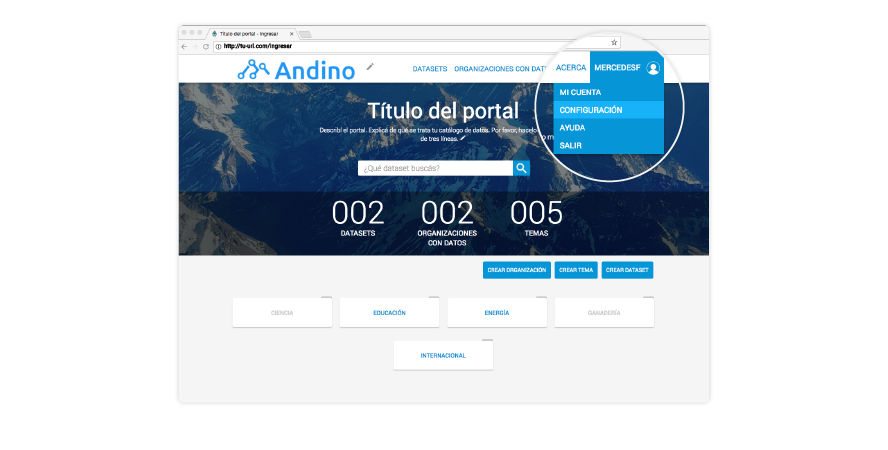 Título del portal - Ingresar
http://tu-url.com/ingresar
Andino
DATASETS ORGANIZACIONES CON DAT
ACERCA
MERCEDESF
MI CUENTA
CONFIGURACIÓN
AYUDA
SALIR
Título del portal
Describí el portal. Explicá de qué se trata tu catálogo de datos. Por favor, hacelo
o m
de tres líneas.
¿Qué dataset buscás?
002
002
005
DATASETS
ORGANIZACIONES
CON DATOS
TEMAS
CREAR ORGANIZACIÓN
CREAR TEMA
CREAR DATASET
CIENCIA
EDUCACIÓN
ENERGÍA
GANADERÍA
INTERNACIONAL